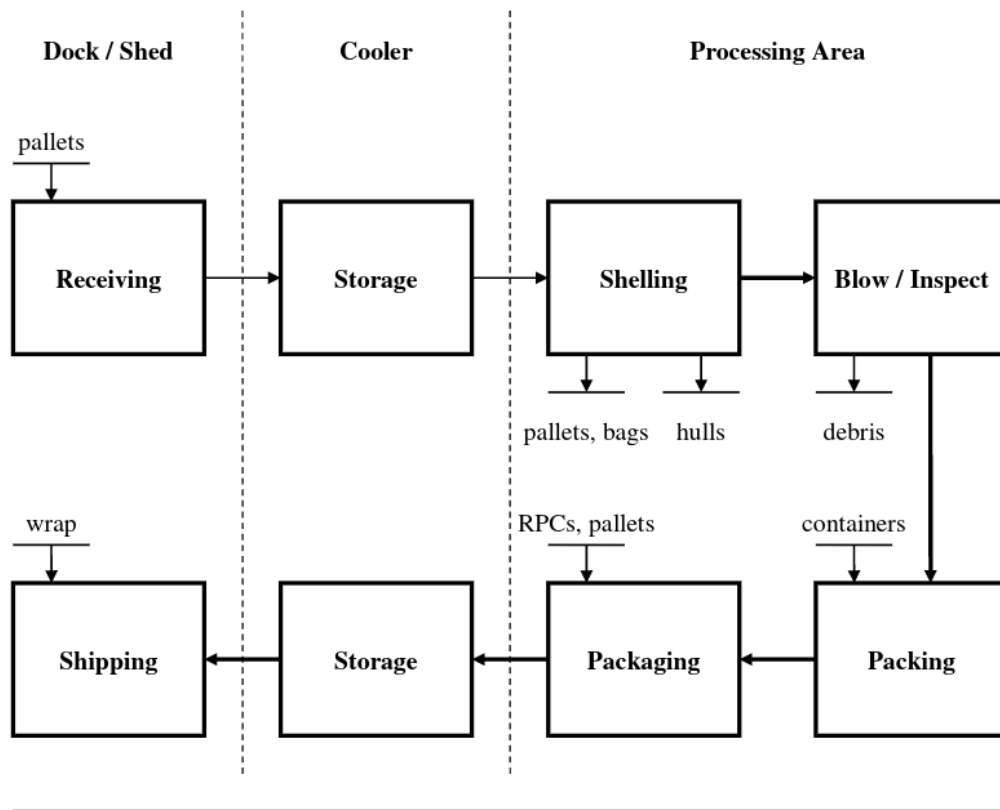 Dock / Shed
Cooler
Processing Area
pallets
Receiving
Storage
Shelling
Blow / Inspect
pallets, bags
hulls
debris
wrap
RPCs, pallets
containers
Shipping
Storage
Packaging
Packing